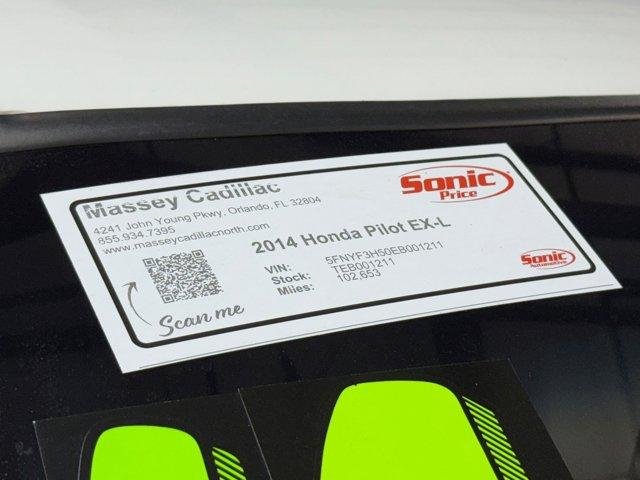 Massey Cadillac
4241 John Young Pkwy, Orlando, FL 32804
855.934.7395
www.masseycadillacnorth.com
Sonic
Price
2014 Honda Pilot EX-L
VIN: 5FNYF3H50EB001211
Stock: TEB001211
Miles: 102,653
Scan me
Sonic
Automotive